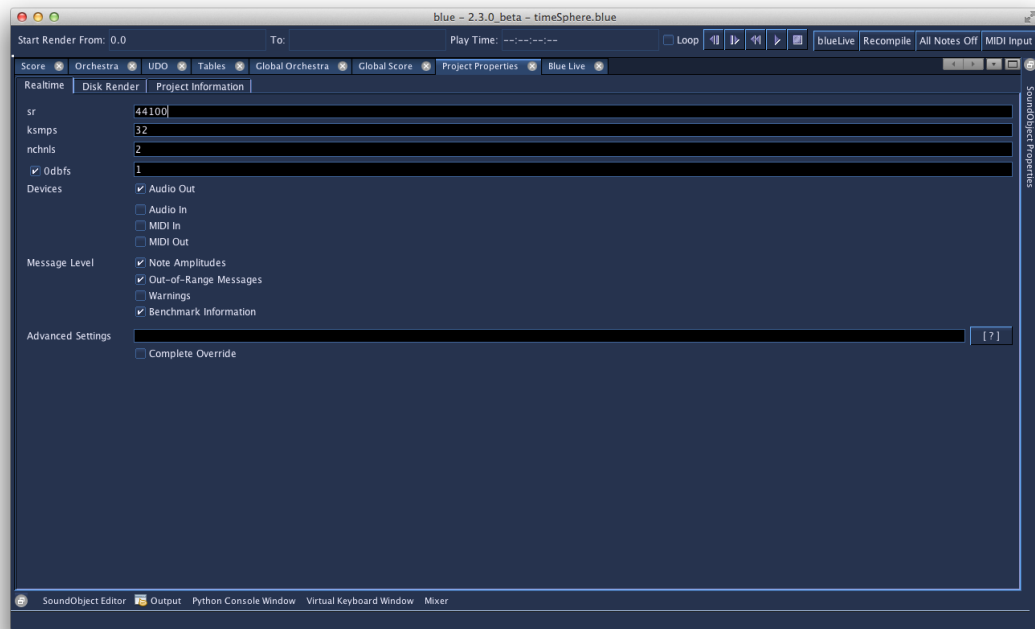 blue - 2.3.0_beta - timeSphere.blue
Start Render From: 0.0 To: Play Time: --:--:--:-- Loop blueLive Recompile All Notes Off MIDI Input
Score Orchestra UDO Tables Global Orchestra Global Score Project Properties Blue Live
Realtime Disk Render Project Information
SoundObject Properties
sr 44100
ksmps 32
nchnls 2
0dbfs 1
Devices Audio Out
Audio In
MIDI In
MIDI Out
Message Level Note Amplitudes
Out-of-Range Messages
Warnings
Benchmark Information
Advanced Settings [ ? ]
Complete Override
SoundObject Editor Output Python Console Window Virtual Keyboard Window Mixer